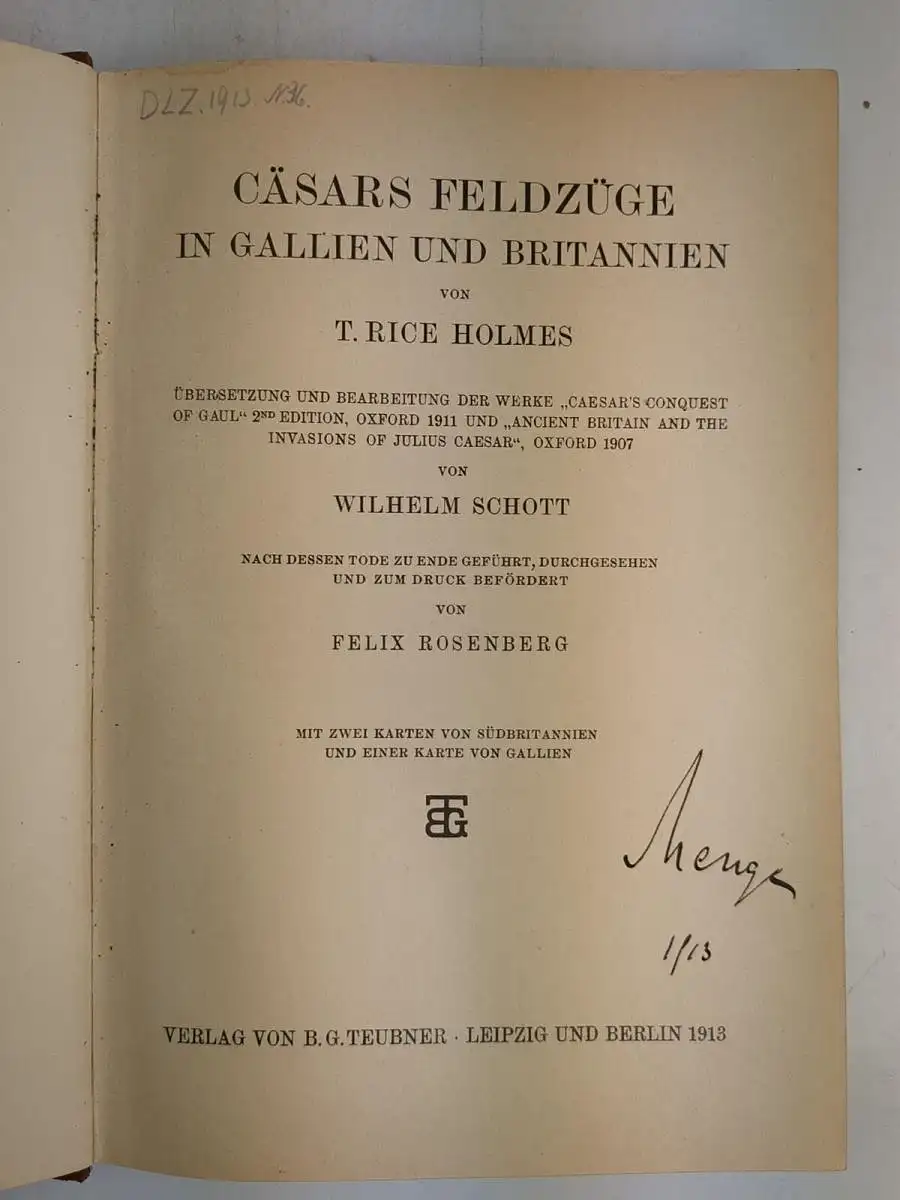 DLZ. 1913 N.36.
CÄSARS FELDZÜGE
IN GALLIEN UND BRITANNIEN
VON
T. RICE HOLMES
ÜBERSETZUNG UND BEARBEITUNG DER WERKE „CAESAR'S CONQUEST
OF GAUL“ 2ND EDITION, OXFORD 1911 UND „ANCIENT BRITAIN AND THE
INVASIONS OF JULIUS CAESAR“, OXFORD 1907
VON
WILHELM SCHOTT
NACH DESSEN TODE ZU ENDE GEFÜHRT, DURCHGESEHEN
UND ZUM DRUCK BEFÖRDERT
VON
FELIX ROSENBERG
MIT ZWEI KARTEN VON SÜDBRITANNIEN
UND EINER KARTE VON GALLIEN
BTG
Menge
1/13
VERLAG VON B. G. TEUBNER · LEIPZIG UND BERLIN 1913